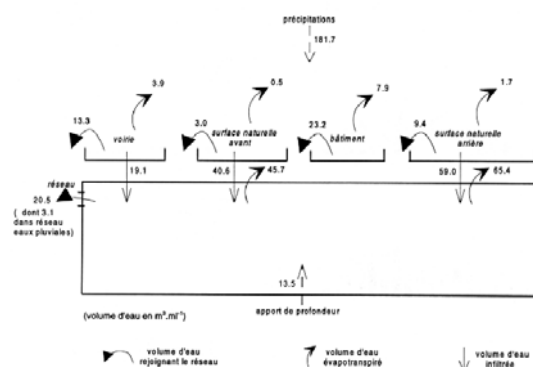 précipitations
181.7
3.9
0.5
7.9
1.7
13.3
3.0
23.2
9.4
voirie
surface naturelle
avant
bâtiment
surface naturelle
arrière
19.1
40.6
45.7
59.0
65.4
réseau
20.5
( dont 3.1
dans réseau
eaux pluviales)
13.5
(volume d'eau en m³.ml⁻¹)
apport de profondeur
volume d'eau
rejoignant le réseau
volume d'eau
évapotranspiré
volume d'eau
infiltrée